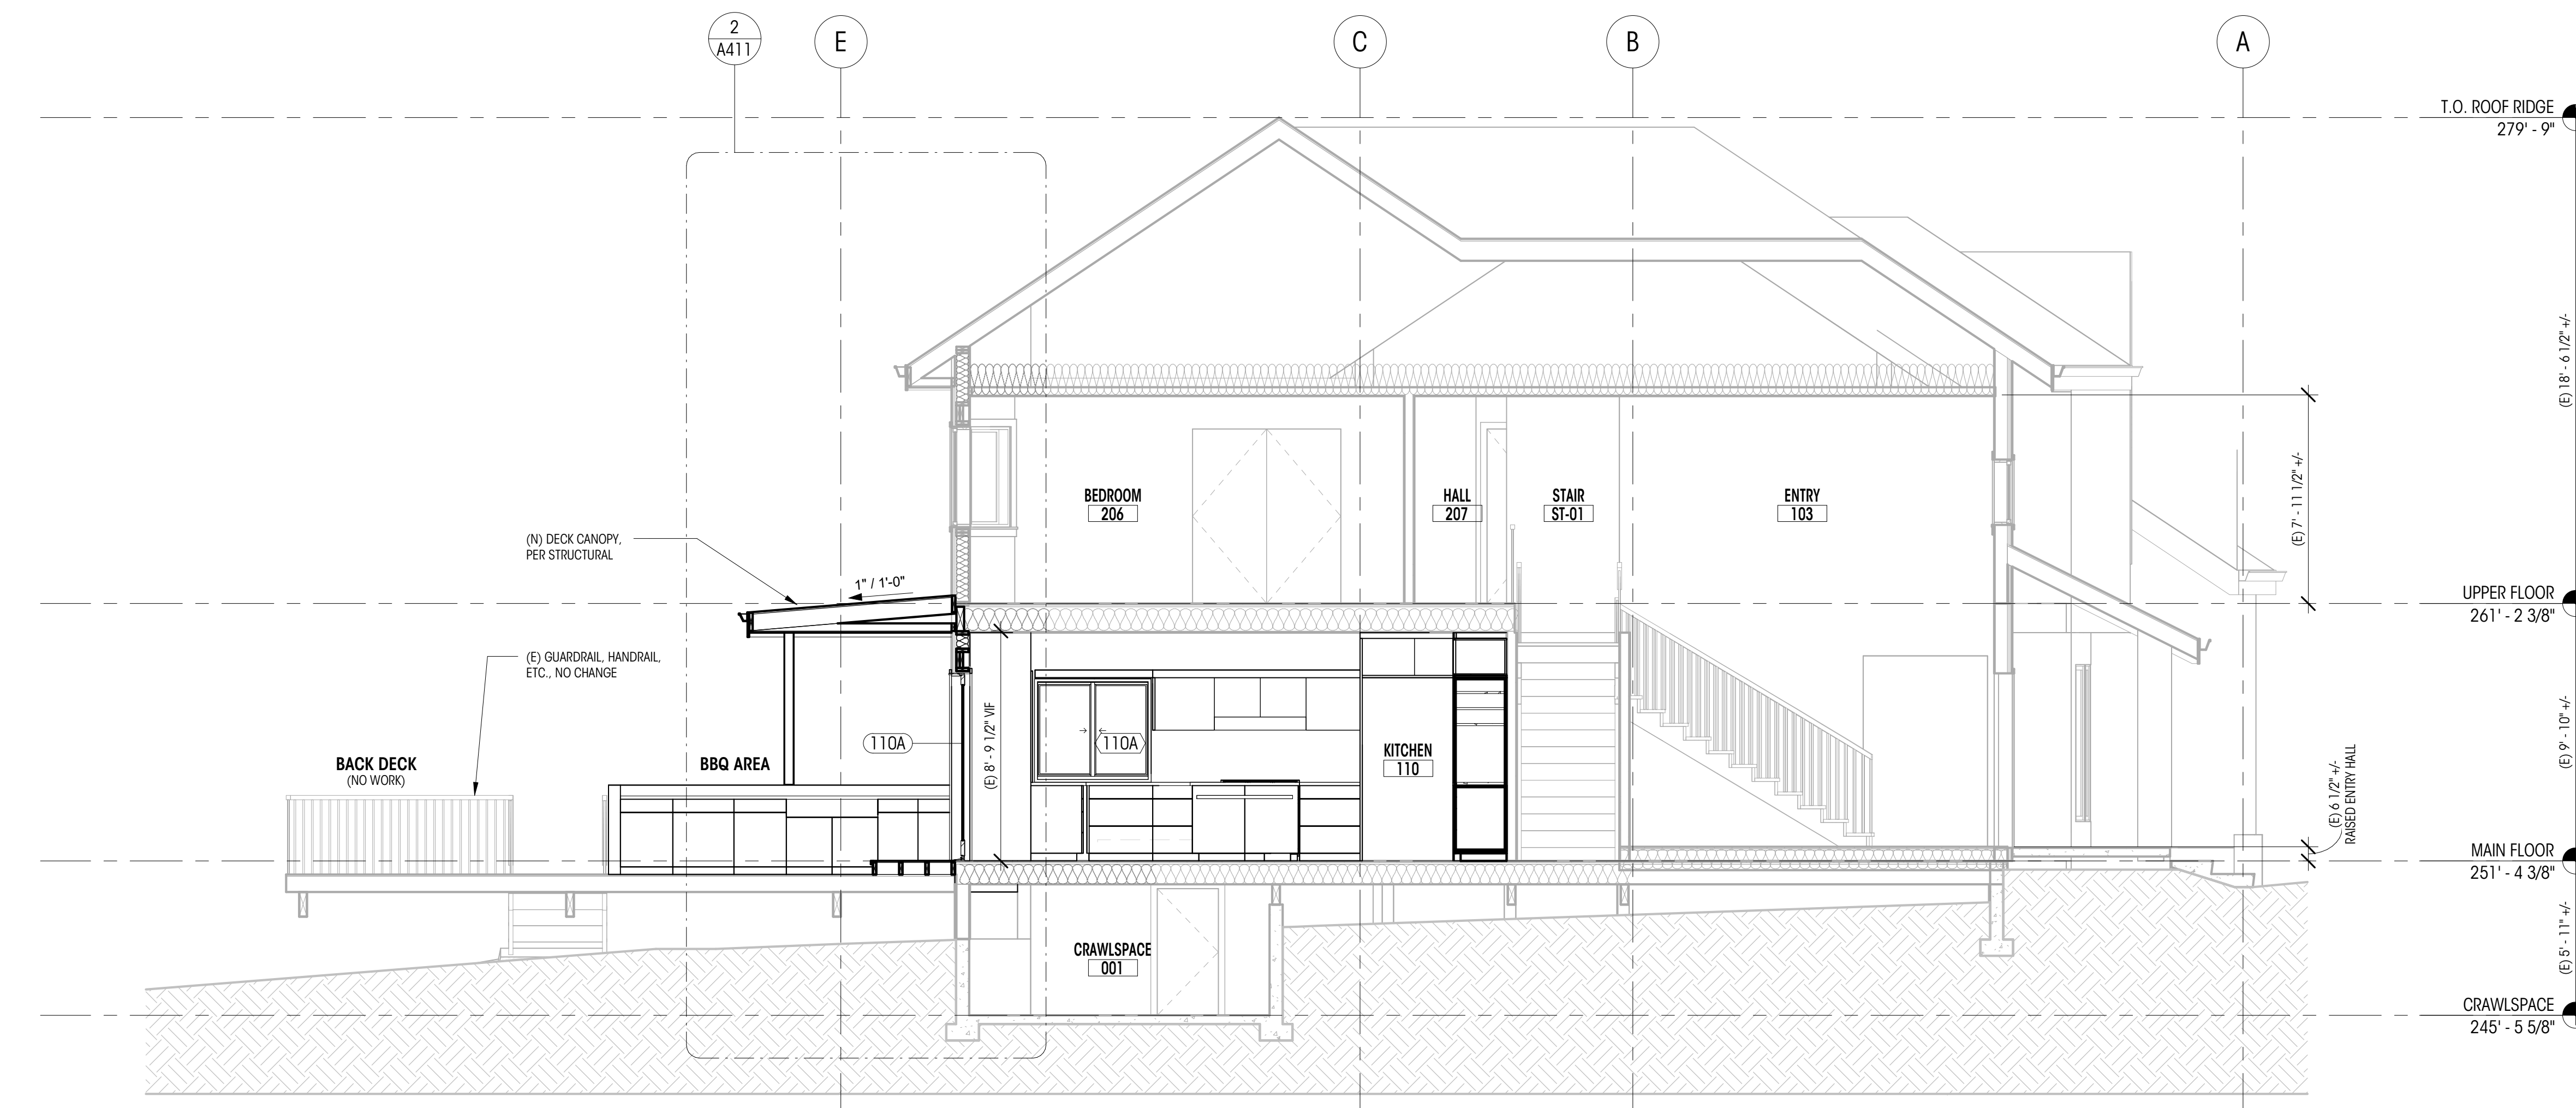 2
A411
E
C
B
A
T.O. ROOF RIDGE
279' - 9"
(E) 18' - 6 1/2" +/-
(E) 7' - 11 1/2" +/-
BEDROOM
206
HALL
207
STAIR
ST-01
ENTRY
103
(N) DECK CANOPY,
PER STRUCTURAL
1" / 1'-0"
UPPER FLOOR
261' - 2 3/8"
(E) GUARDRAIL, HANDRAIL,
ETC., NO CHANGE
(E) 8' - 9 1/2" VIF
110A
110A
KITCHEN
110
BACK DECK
(NO WORK)
BBQ AREA
(E) 9' - 10" +/-
(E) 6 1/2" +/-
RAISED ENTRY HALL
MAIN FLOOR
251' - 4 3/8"
(E) 5' - 11" +/-
CRAWLSPACE
001
CRAWLSPACE
245' - 5 5/8"